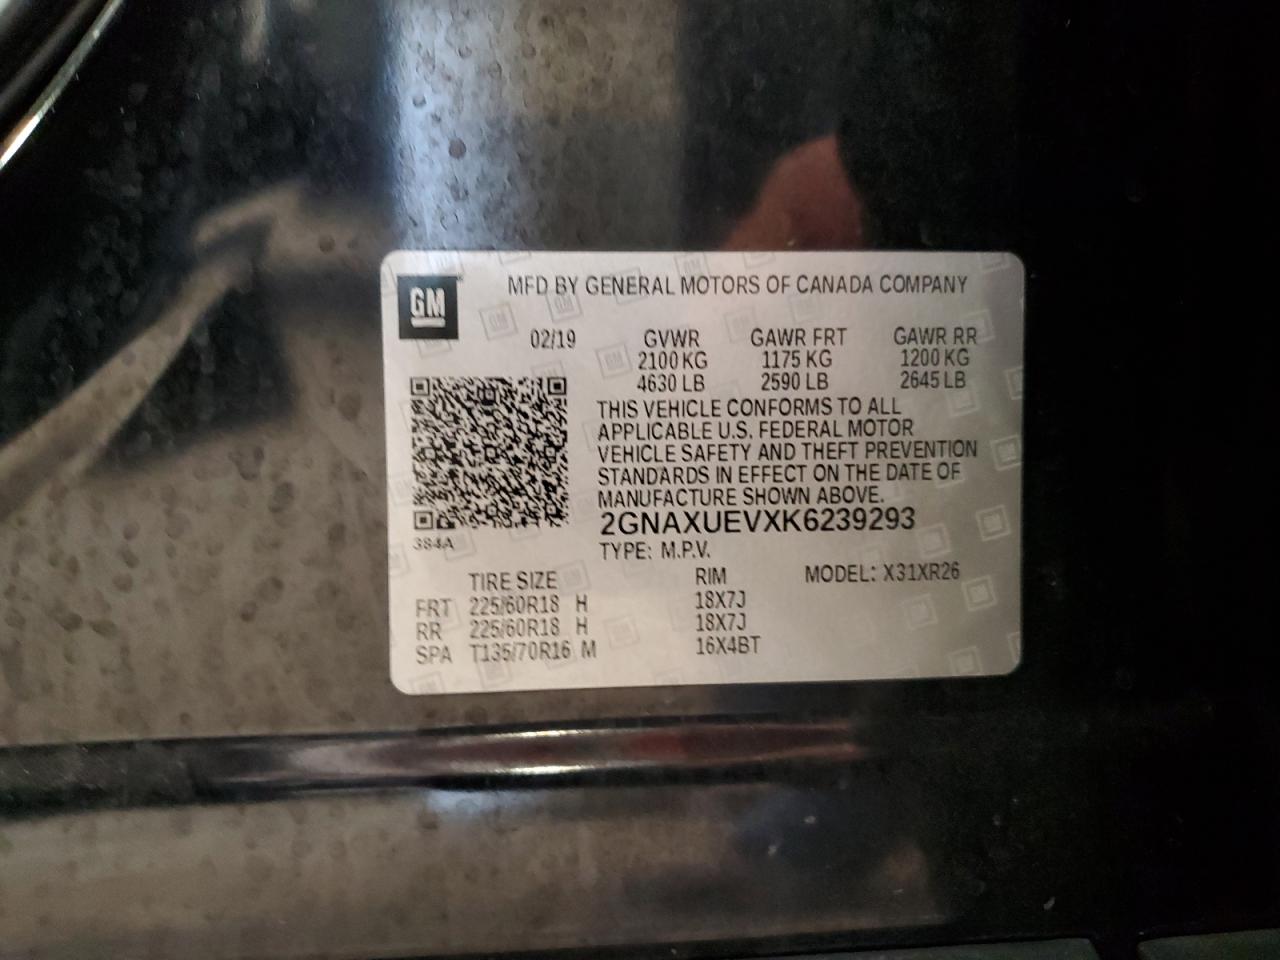 GM
MFD BY GENERAL MOTORS OF CANADA COMPANY
02/19 GVWR GAWR FRT GAWR RR
2100 KG 1175 KG 1200 KG
4630 LB 2590 LB 2645 LB
THIS VEHICLE CONFORMS TO ALL
APPLICABLE U.S. FEDERAL MOTOR
VEHICLE SAFETY AND THEFT PREVENTION
STANDARDS IN EFFECT ON THE DATE OF
MANUFACTURE SHOWN ABOVE.
2GNAXUEVXK6239293
384A
TYPE: M.P.V.
TIRE SIZE RIM MODEL: X31XR26
FRT 225/60R18 H 18X7J
RR 225/60R18 H 18X7J
SPA T135/70R16 M 16X4BT